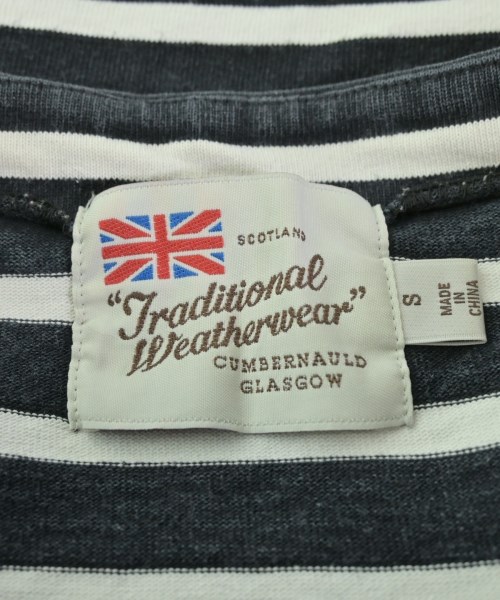 SCOTLAND
"Traditional
Weatherwear"
CUMBERNAULD
GLASGOW
S
MADE
IN
CHINA